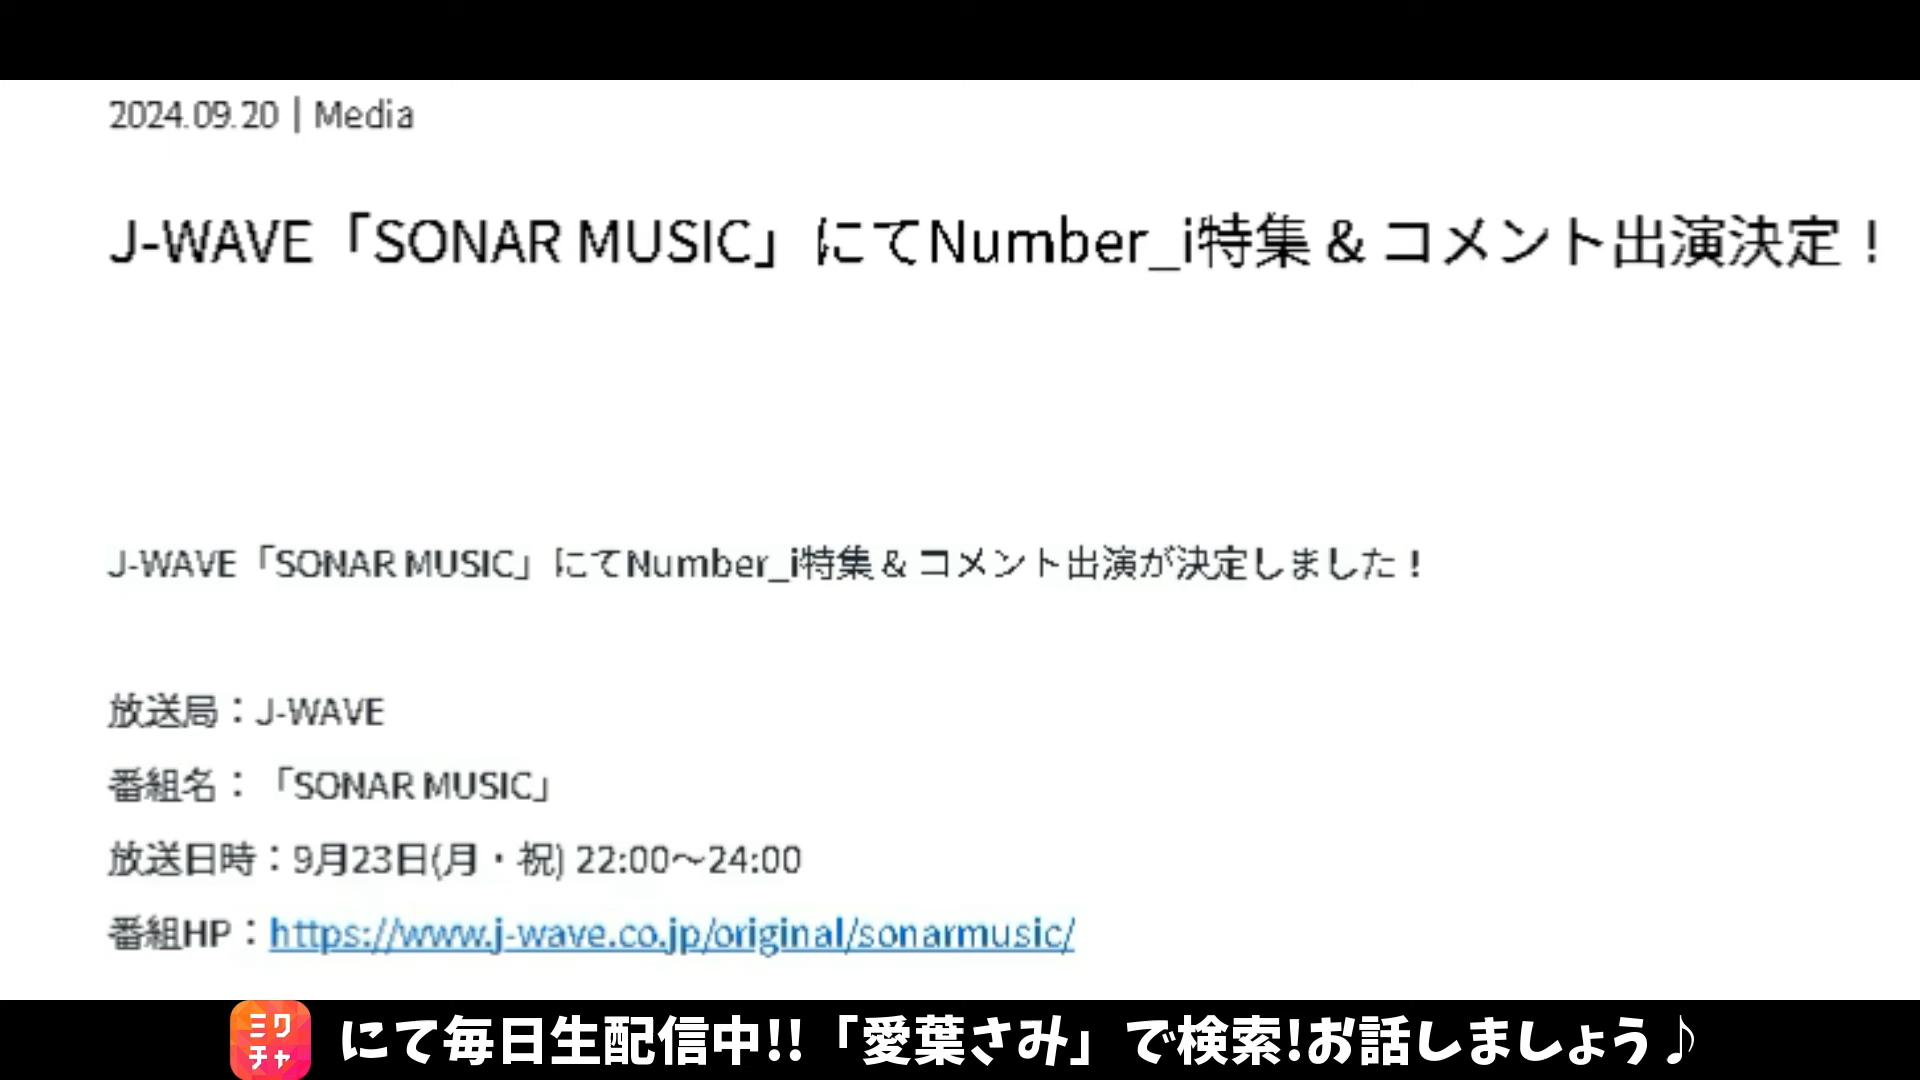 2024.09.20｜Media
J-WAVE「SONAR MUSIC」にてNumber_i特集 & コメント出演決定！
J-WAVE「SONAR MUSIC」にてNumber_i特集 & コメント出演が決定しました！
放送局：J-WAVE
番組名：「SONAR MUSIC」
放送日時：9月23日(月・祝) 22:00～24:00
番組HP：https://www.j-wave.co.jp/original/sonarmusic/
ミクチャ にて毎日生配信中!!「愛葉さみ」で検索!お話しましょう♪